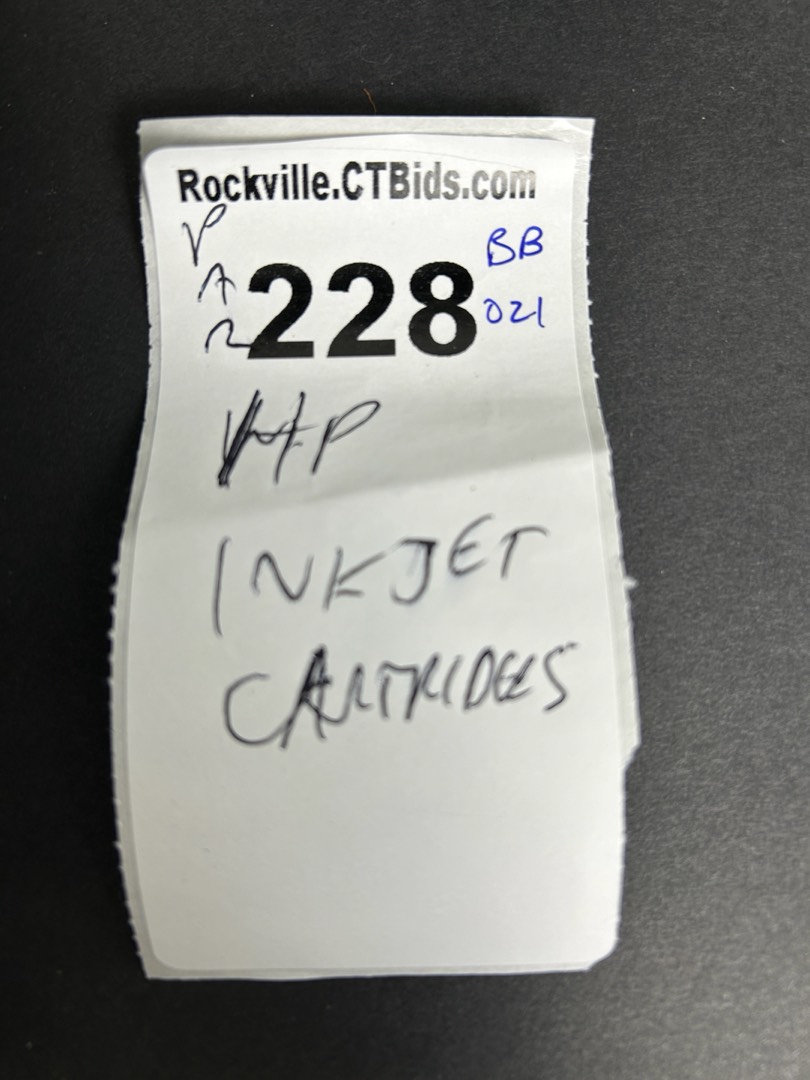 Rockville.CTBids.com
BB
228
021
HP
INKJET
CARTRIDGES